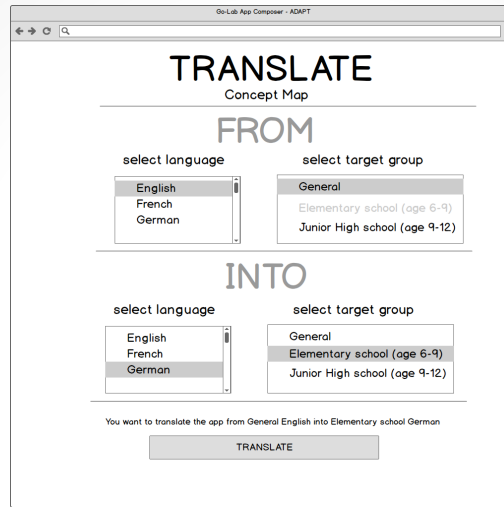 Go-Lab App Composer - ADAPT
TRANSLATE
Concept Map
FROM
select language
select target group
English
French
German
General
Elementary school (age 6-9)
Junior High school (age 9-12)
INTO
select language
select target group
English
French
German
General
Elementary school (age 6-9)
Junior High school (age 9-12)
You want to translate the app from General English into Elementary school German
TRANSLATE